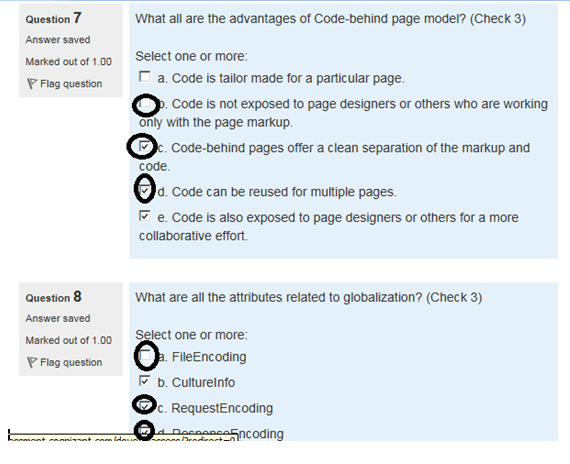 Question 7
Answer saved
Marked out of 1.00
Flag question
What all are the advantages of Code-behind page model? (Check 3)
Select one or more:
a. Code is tailor made for a particular page.
b. Code is not exposed to page designers or others who are working
only with the page markup.
c. Code-behind pages offer a clean separation of the markup and
code.
d. Code can be reused for multiple pages.
e. Code is also exposed to page designers or others for a more
collaborative effort.
Question 8
Answer saved
Marked out of 1.00
Flag question
What are all the attributes related to globalization? (Check 3)
Select one or more:
a. FileEncoding
b. CultureInfo
c. RequestEncoding
d. ResponseEncoding